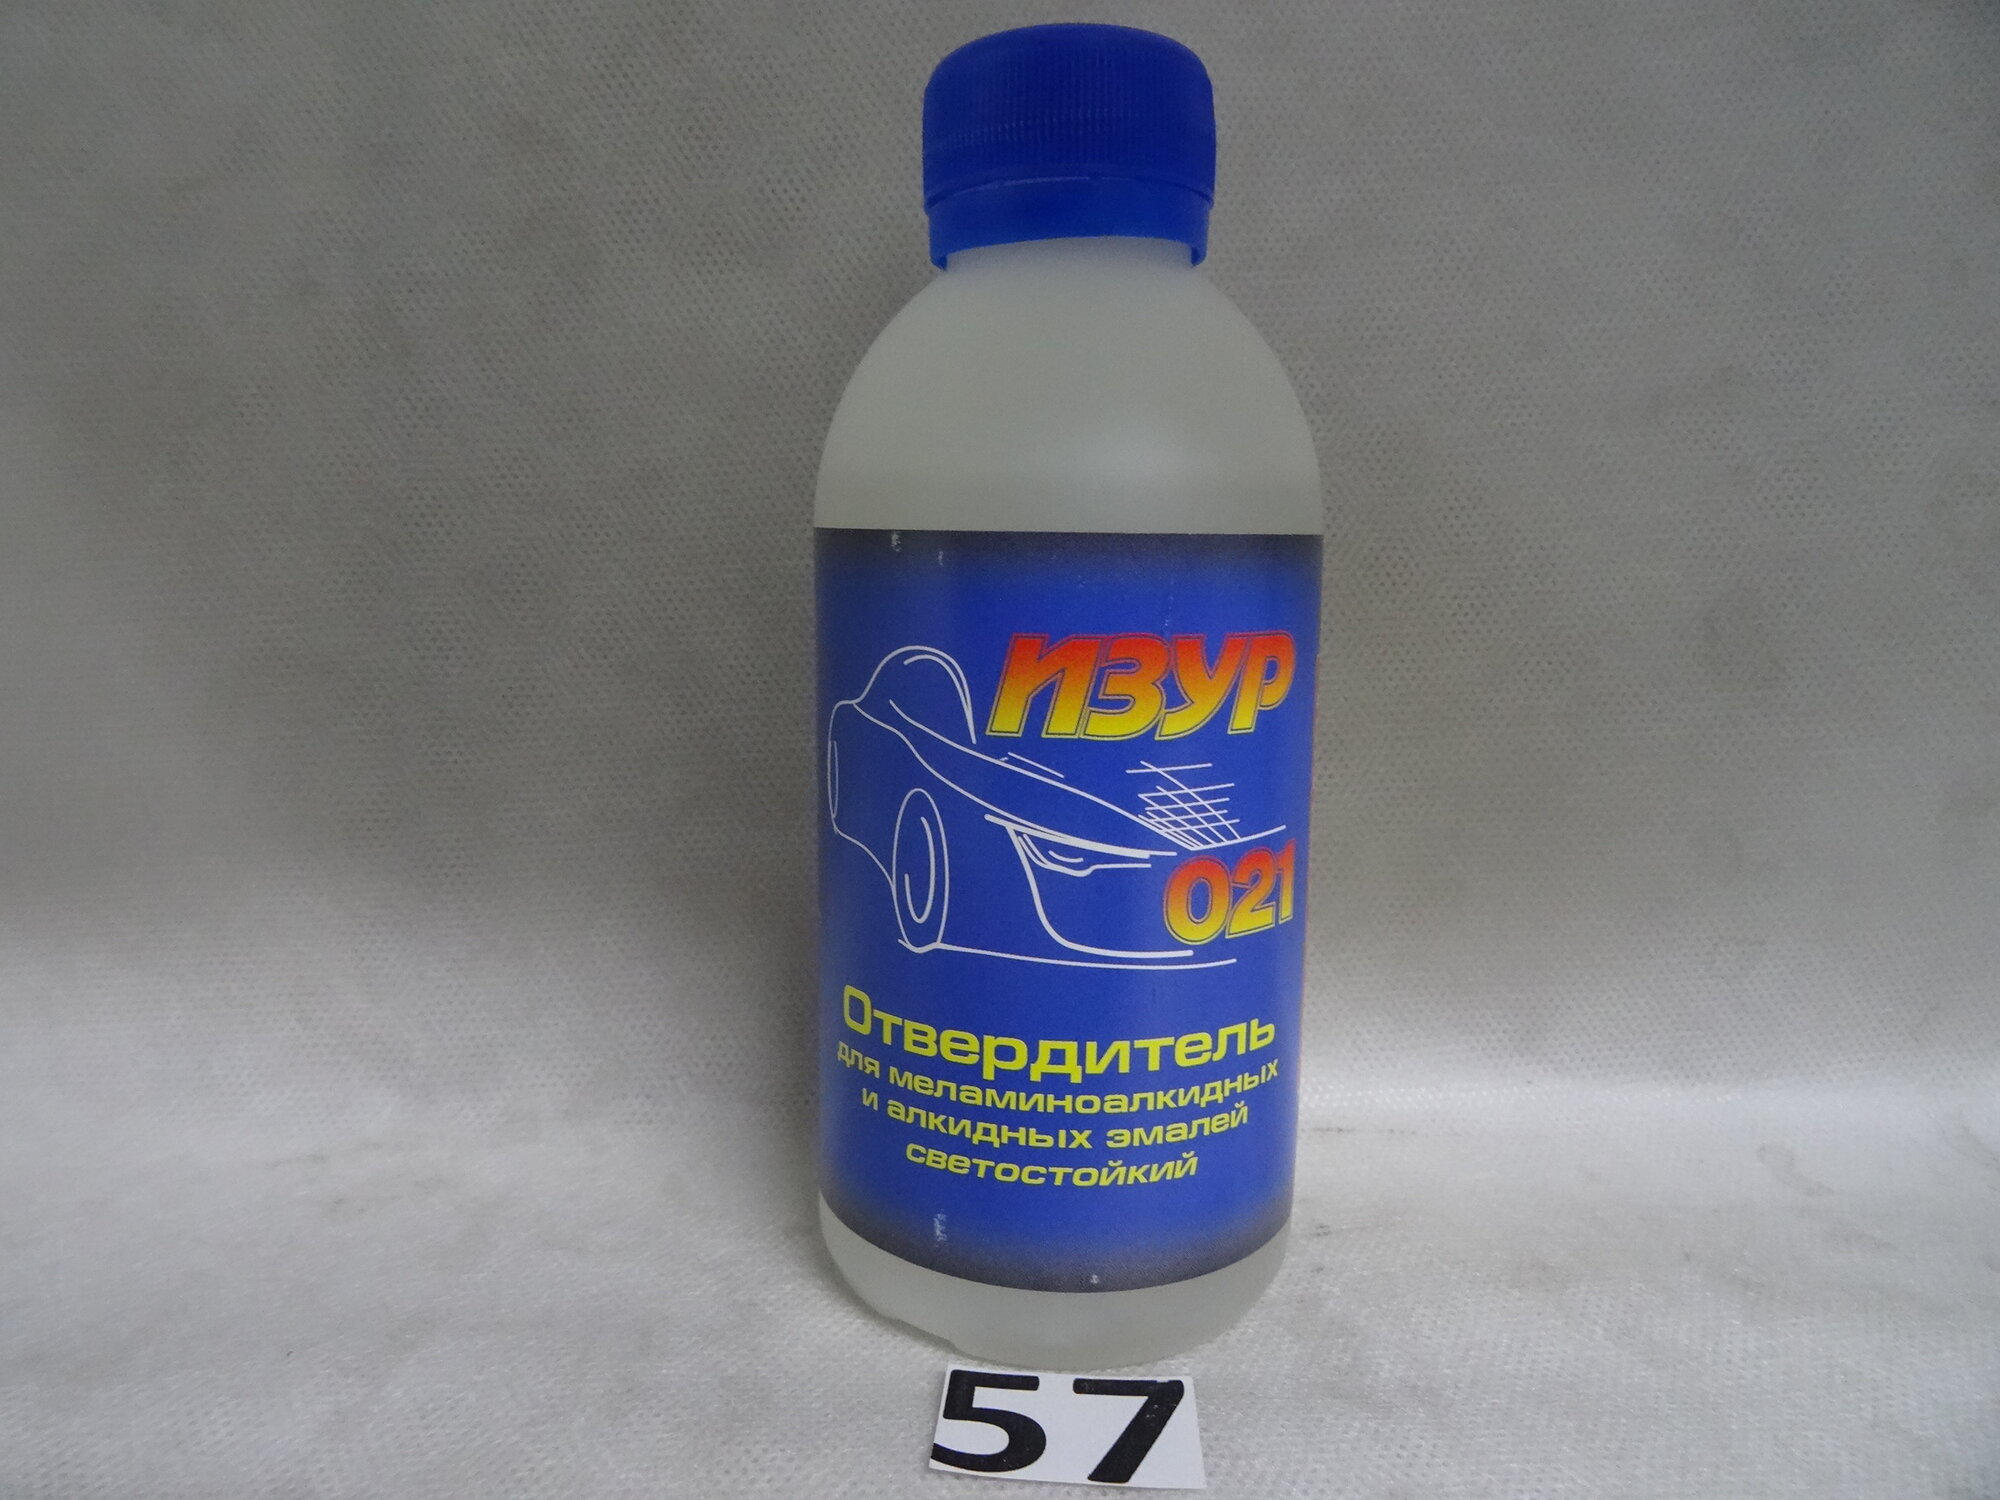 ИЗУР
021
Отвердитель
для меламиноалкидных
и алкидных эмалей
светостойкий
57